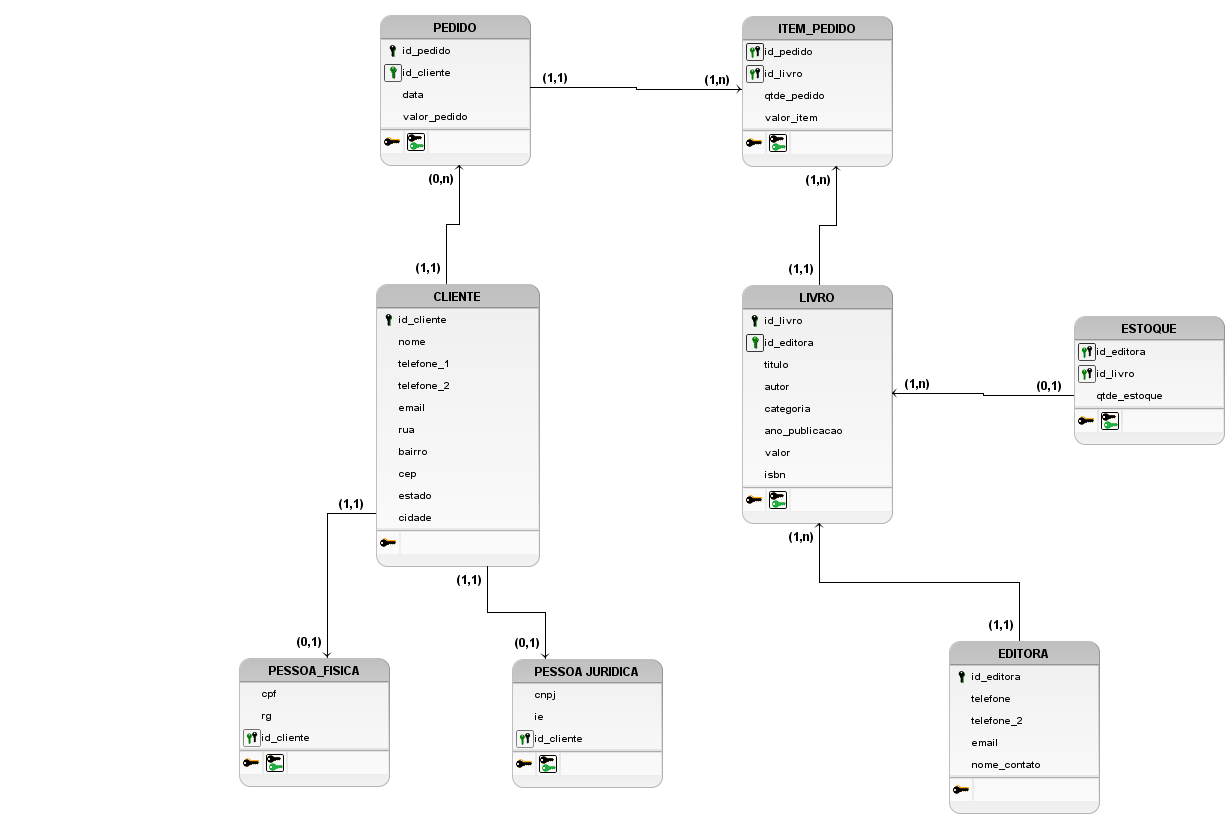 PEDIDO
id_pedido
id_cliente
data
valor_pedido
(1,1)
(1,n)
ITEM_PEDIDO
id_pedido
id_livro
qtde_pedido
valor_item
(0,n)
(1,1)
(1,n)
(1,1)
CLIENTE
id_cliente
nome
telefone_1
telefone_2
email
rua
bairro
cep
estado
cidade
LIVRO
id_livro
id_editora
titulo
autor
categoria
ano_publicacao
valor
isbn
(1,n)
(0,1)
ESTOQUE
id_editora
id_livro
qtde_estoque
(1,1)
(0,1)
(1,1)
(0,1)
(1,n)
(1,1)
PESSOA_FISICA
cpf
rg
id_cliente
PESSOA JURIDICA
cnpj
ie
id_cliente
EDITORA
id_editora
telefone
telefone_2
email
nome_contato